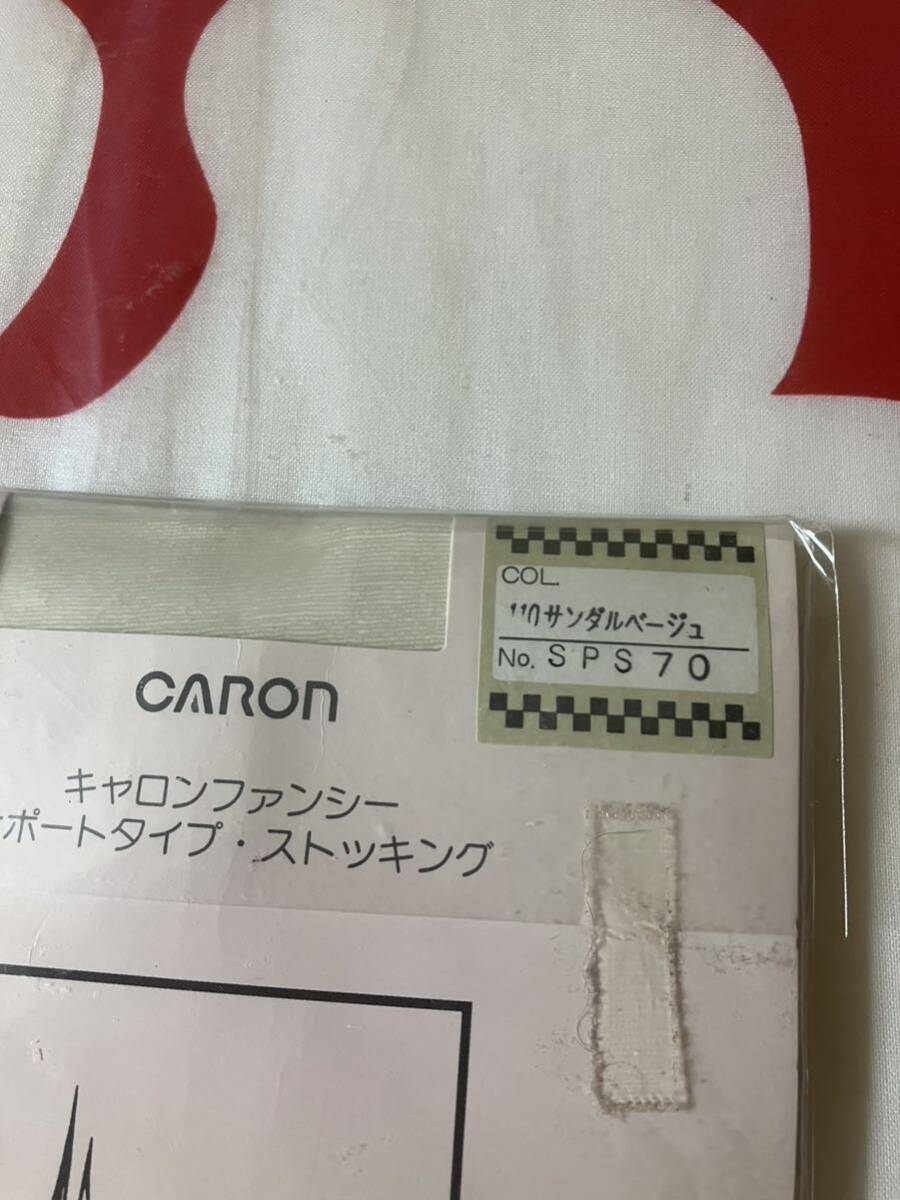 COL.
110サンダルベージュ
No. SPS70
CARON
キャロンファンシー
サポートタイプ・ストッキング